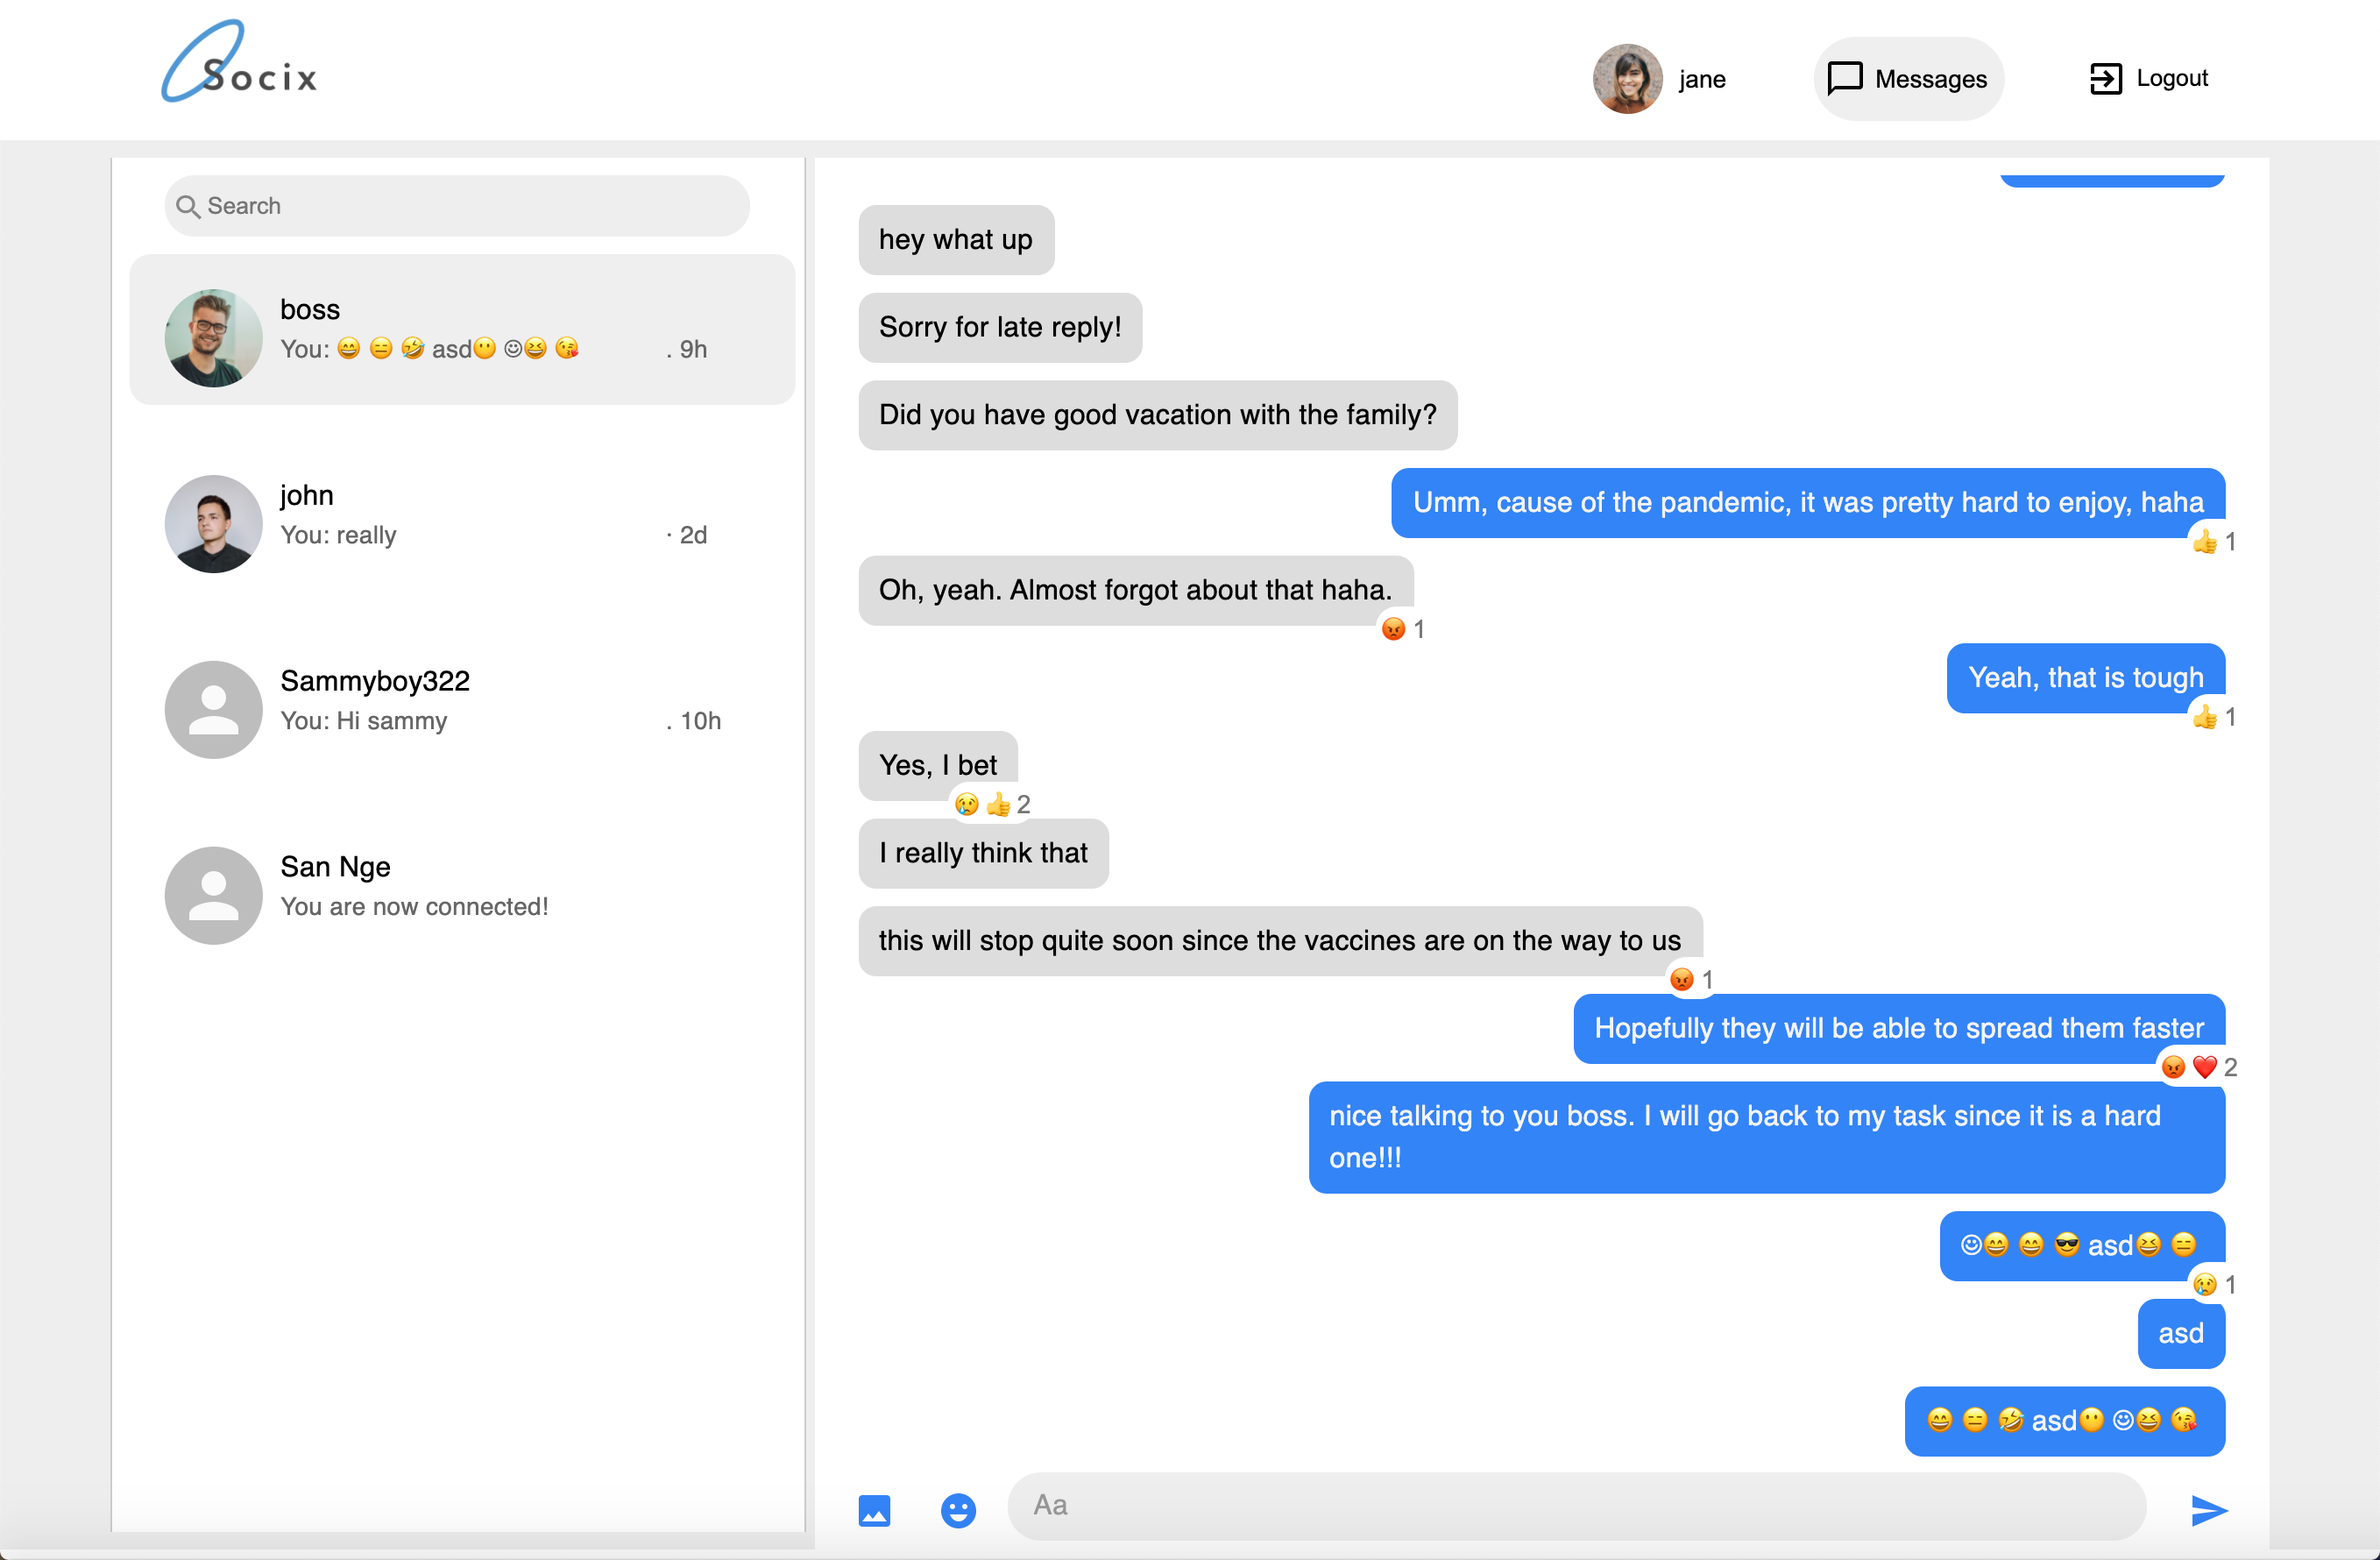 Socix
jane
Messages
Logout
Search
boss
You: 😄 😑 🤣 asd😶 ☺😆 😘 . 9h
john
You: really · 2d
Sammyboy322
You: Hi sammy . 10h
San Nge
You are now connected!
hey what up
Sorry for late reply!
Did you have good vacation with the family?
Umm, cause of the pandemic, it was pretty hard to enjoy, haha
👍 1
Oh, yeah. Almost forgot about that haha.
😡 1
Yeah, that is tough
👍 1
Yes, I bet
😢 👍 2
I really think that
this will stop quite soon since the vaccines are on the way to us
😡 1
Hopefully they will be able to spread them faster
😡 ❤️ 2
nice talking to you boss. I will go back to my task since it is a hard
one!!!
☺😄 😄 😎 asd😆 😑
😢 1
asd
😄 😑 🤣 asd😶 ☺😆 😘
Aa